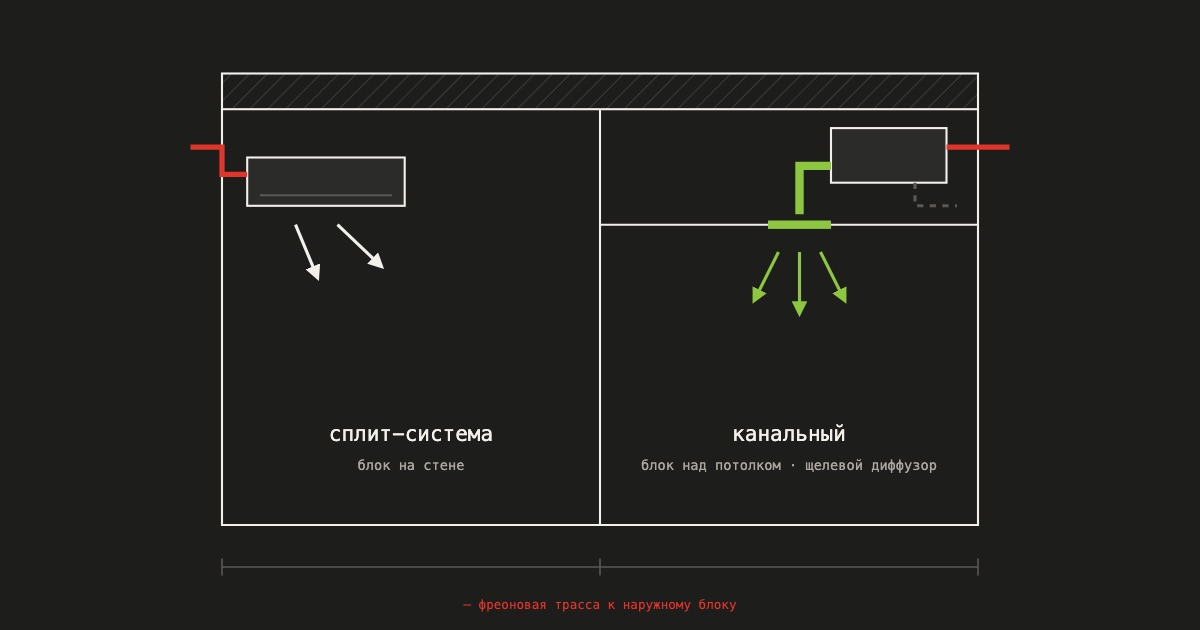 сплит–система
блок на стене
канальный
блок над потолком · щелевой диффузор
— фреоновая трасса к наружному блоку